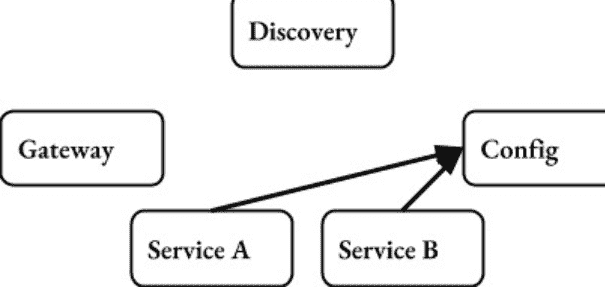 Discovery
Gateway
Config
Service A
Service B